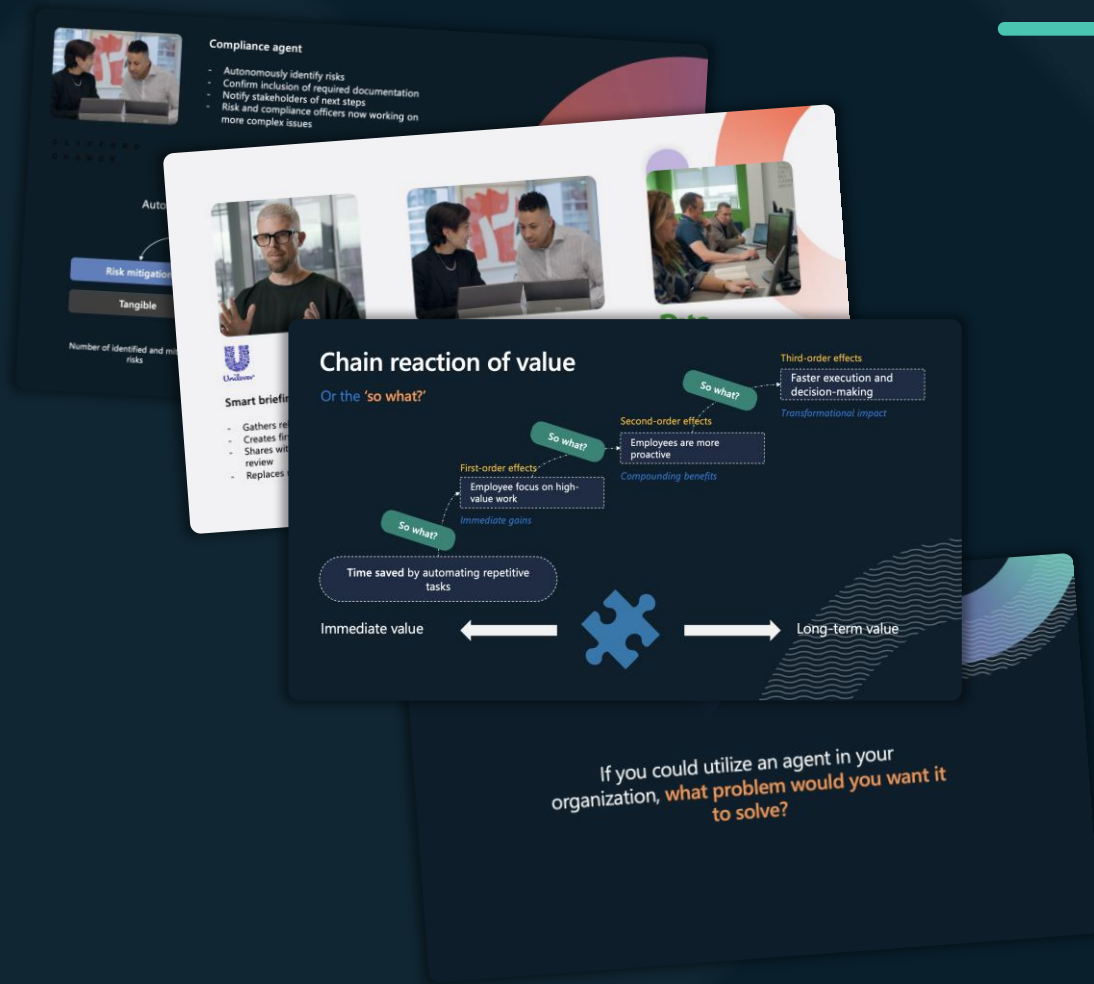 Compliance agent
- Autonomously identify risks
- Confirm inclusion of required documentation
- Notify stakeholders of next steps
- Risk and compliance officers now working on
more complex issues
Risk mitigation
Tangible
Number of identified and
risks
Unilever
Smart
- Gathers
- Creates
- Shares
review
- Replaces
Chain reaction of value
Or the 'so what?'
Third-order effects
Faster execution and
decision-making
Transformational impact
So what?
Second-order effects
Employees are more
proactive
Compounding benefits
So what?
First-order effects
Employee focus on high-
value work
Immediate gains
So what?
Time saved by automating repetitive
tasks
Immediate value
Long-term value
If you could utilize an agent in your
organization, what problem would you want it
to solve?